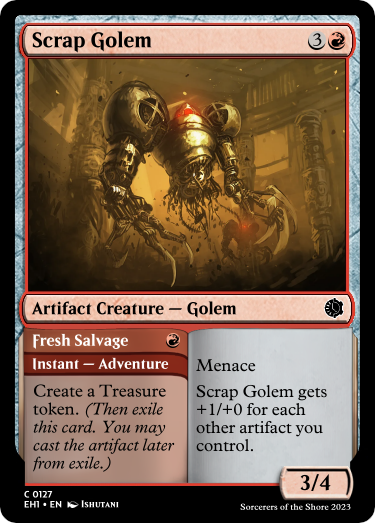 Scrap Golem 3
Artifact Creature — Golem
Fresh Salvage
Instant — Adventure
Create a Treasure
token. (Then exile
this card. You may
cast the artifact later
from exile.)
Menace
Scrap Golem gets
+1/+0 for each
other artifact you
control.
3/4
C 0127
EH1 • EN ISHUTANI
Sorcerers of the Shore 2023